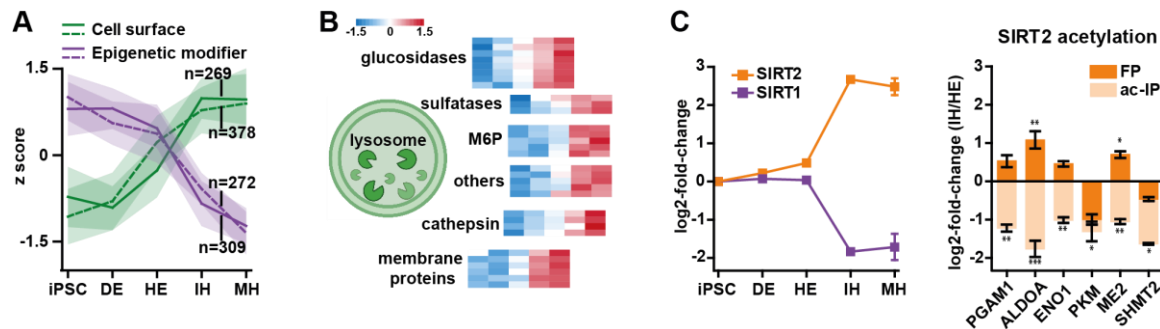 A
Cell surface
Epigenetic modifier
1.5
0
-1.5
z score
n=269
n=378
n=272
n=309
iPSC DE HE IH MH
B
-1.5 1.5
glucosidases
sulfatases
M6P
others
cathepsin
membrane
proteins
lysosome
C
3
2
1
0
-1
-2
log2-fold-change
SIRT2
SIRT1
iPSC DE HE IH MH
SIRT2 acetylation
3
2
1
0
-1
-2
log2-fold-change (IH/HE)
FP
ac-IP
** * ** *** ** * ** *
PGAM1 ALDOA ENO1 PKM ME2 SHMT2